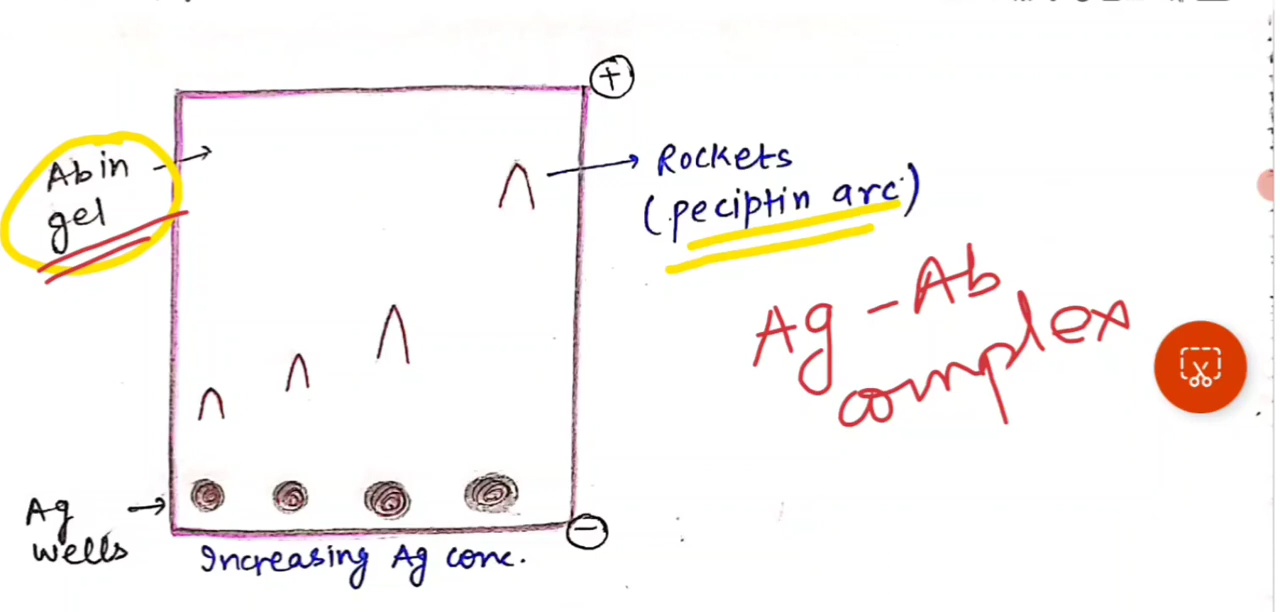 +
Ab in
gel
Rockets
(peciptin arc.)
Ag - Ab
complex
Ag
wells
−
Increasing Ag conc.